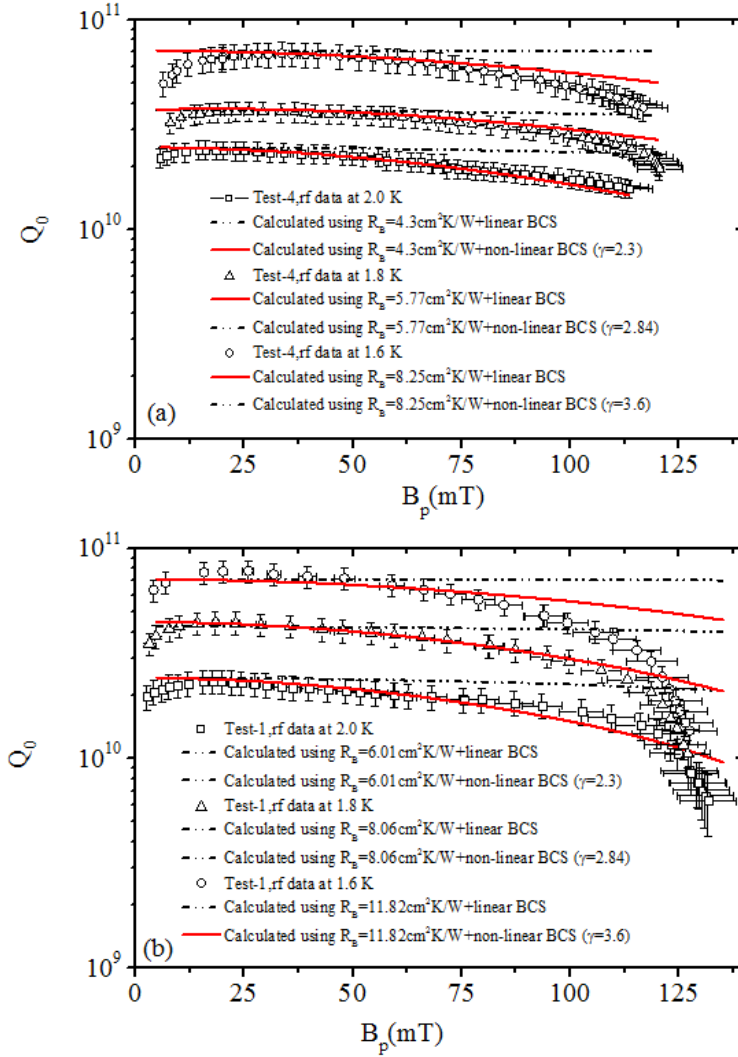 10¹¹
Q₀
10¹⁰
Test-4,rf data at 2.0 K
Calculated using R_B=4.3cm²K/W+linear BCS
Calculated using R_B=4.3cm²K/W+non-linear BCS (γ=2.3)
Test-4,rf data at 1.8 K
Calculated using R_B=5.77cm²K/W+linear BCS
Calculated using R_B=5.77cm²K/W+non-linear BCS (γ=2.84)
Test-4,rf data at 1.6 K
Calculated using R_B=8.25cm²K/W+linear BCS
Calculated using R_B=8.25cm²K/W+non-linear BCS (γ=3.6)
(a)
10⁹
0 25 50 75 100 125
B_p(mT)
10¹¹
Q₀
10¹⁰
Test-1,rf data at 2.0 K
Calculated using R_B=6.01cm²K/W+linear BCS
Calculated using R_B=6.01cm²K/W+non-linear BCS (γ=2.3)
Test-1,rf data at 1.8 K
Calculated using R_B=8.06cm²K/W+linear BCS
Calculated using R_B=8.06cm²K/W+non-linear BCS (γ=2.84)
Test-1,rf data at 1.6 K
Calculated using R_B=11.82cm²K/W+linear BCS
Calculated using R_B=11.82cm²K/W+non-linear BCS (γ=3.6)
(b)
10⁹
0 25 50 75 100 125
B_p(mT)